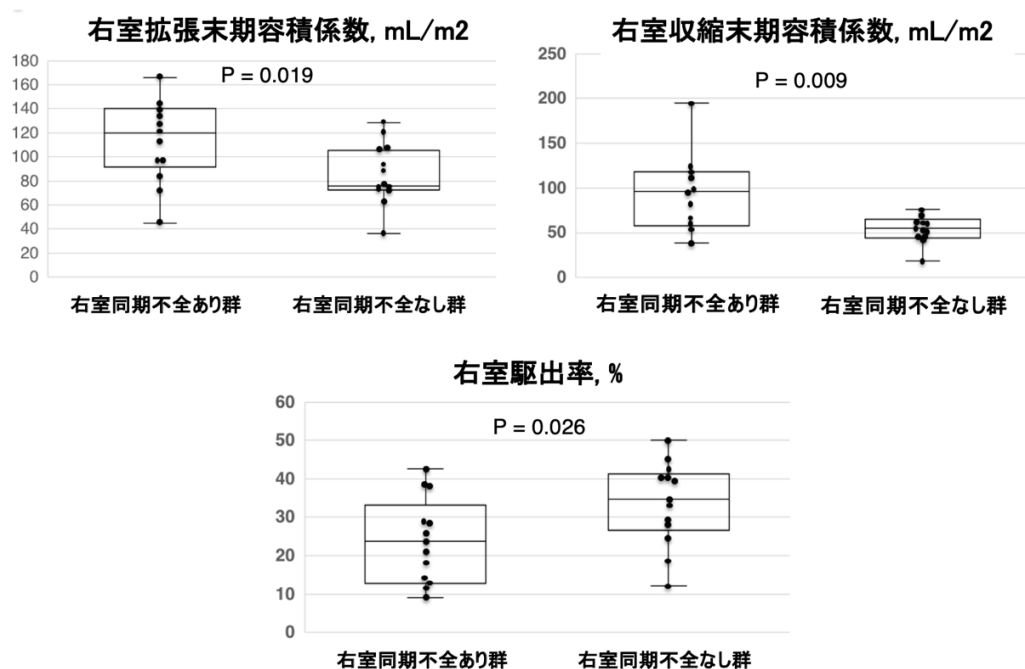 右室拡張末期容積係数, mL/m2
P = 0.019
180
160
140
120
100
80
60
40
20
0
右室同期不全あり群
右室同期不全なし群
右室収縮末期容積係数, mL/m2
P = 0.009
250
200
150
100
50
0
右室同期不全あり群
右室同期不全なし群
右室駆出率, %
P = 0.026
60
50
40
30
20
10
0
右室同期不全あり群
右室同期不全なし群